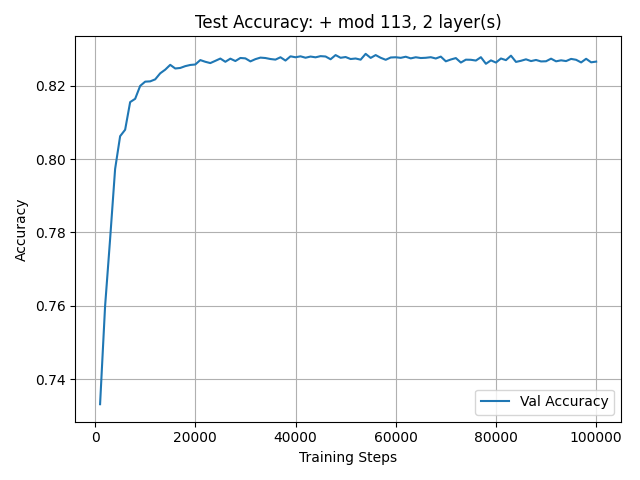 Test Accuracy: + mod 113, 2 layer(s)
Accuracy
0.82
0.80
0.78
0.76
0.74
Val Accuracy
0 20000 40000 60000 80000 100000
Training Steps